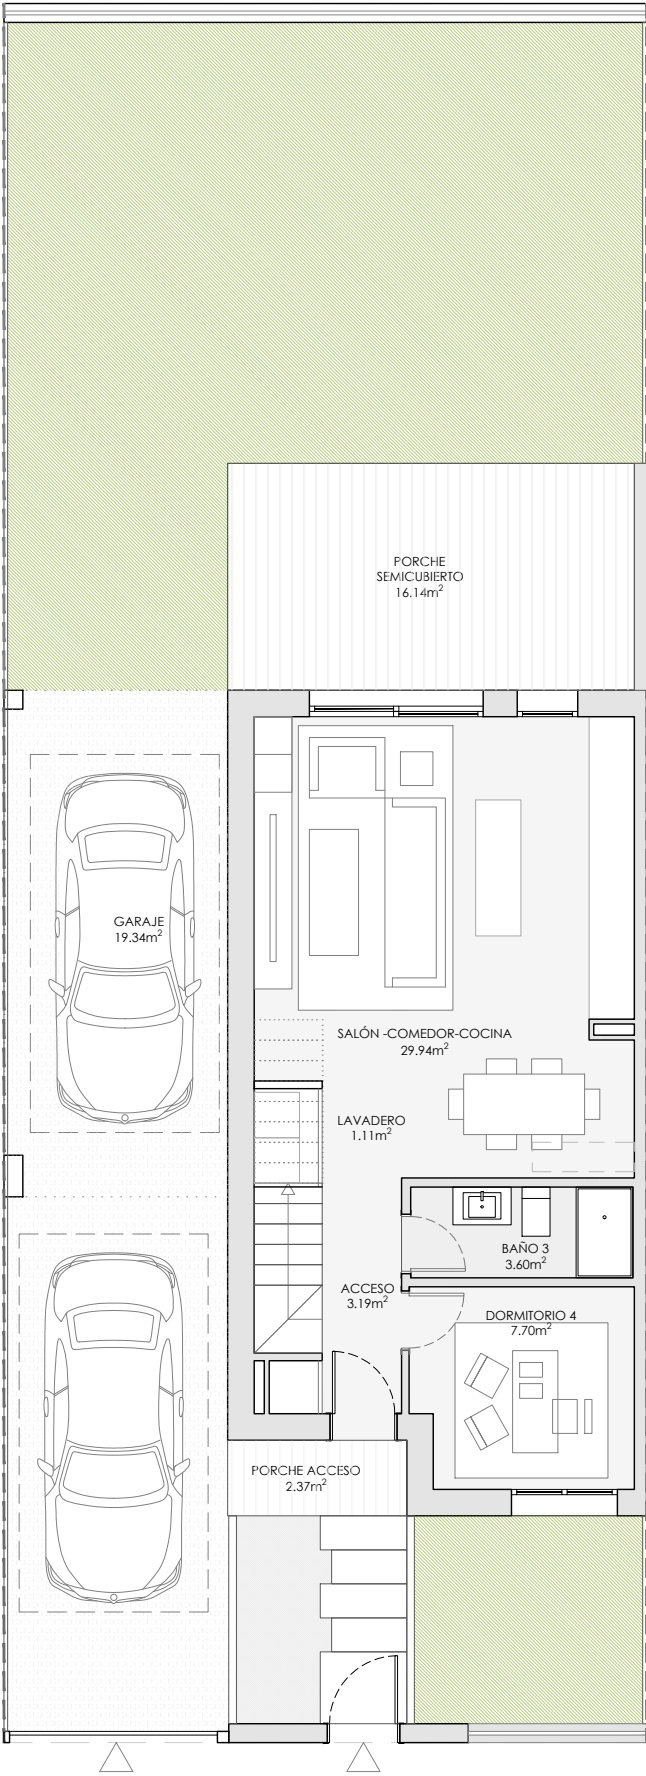 PORCHE
SEMICUBIERTO
16.14m²
GARAJE
19.34m²
SALÓN -COMEDOR-COCINA
29.94m²
LAVADERO
1.11m²
BAÑO 3
3.60m²
ACCESO
3.19m²
DORMITORIO 4
7.70m²
PORCHE ACCESO
2.37m²